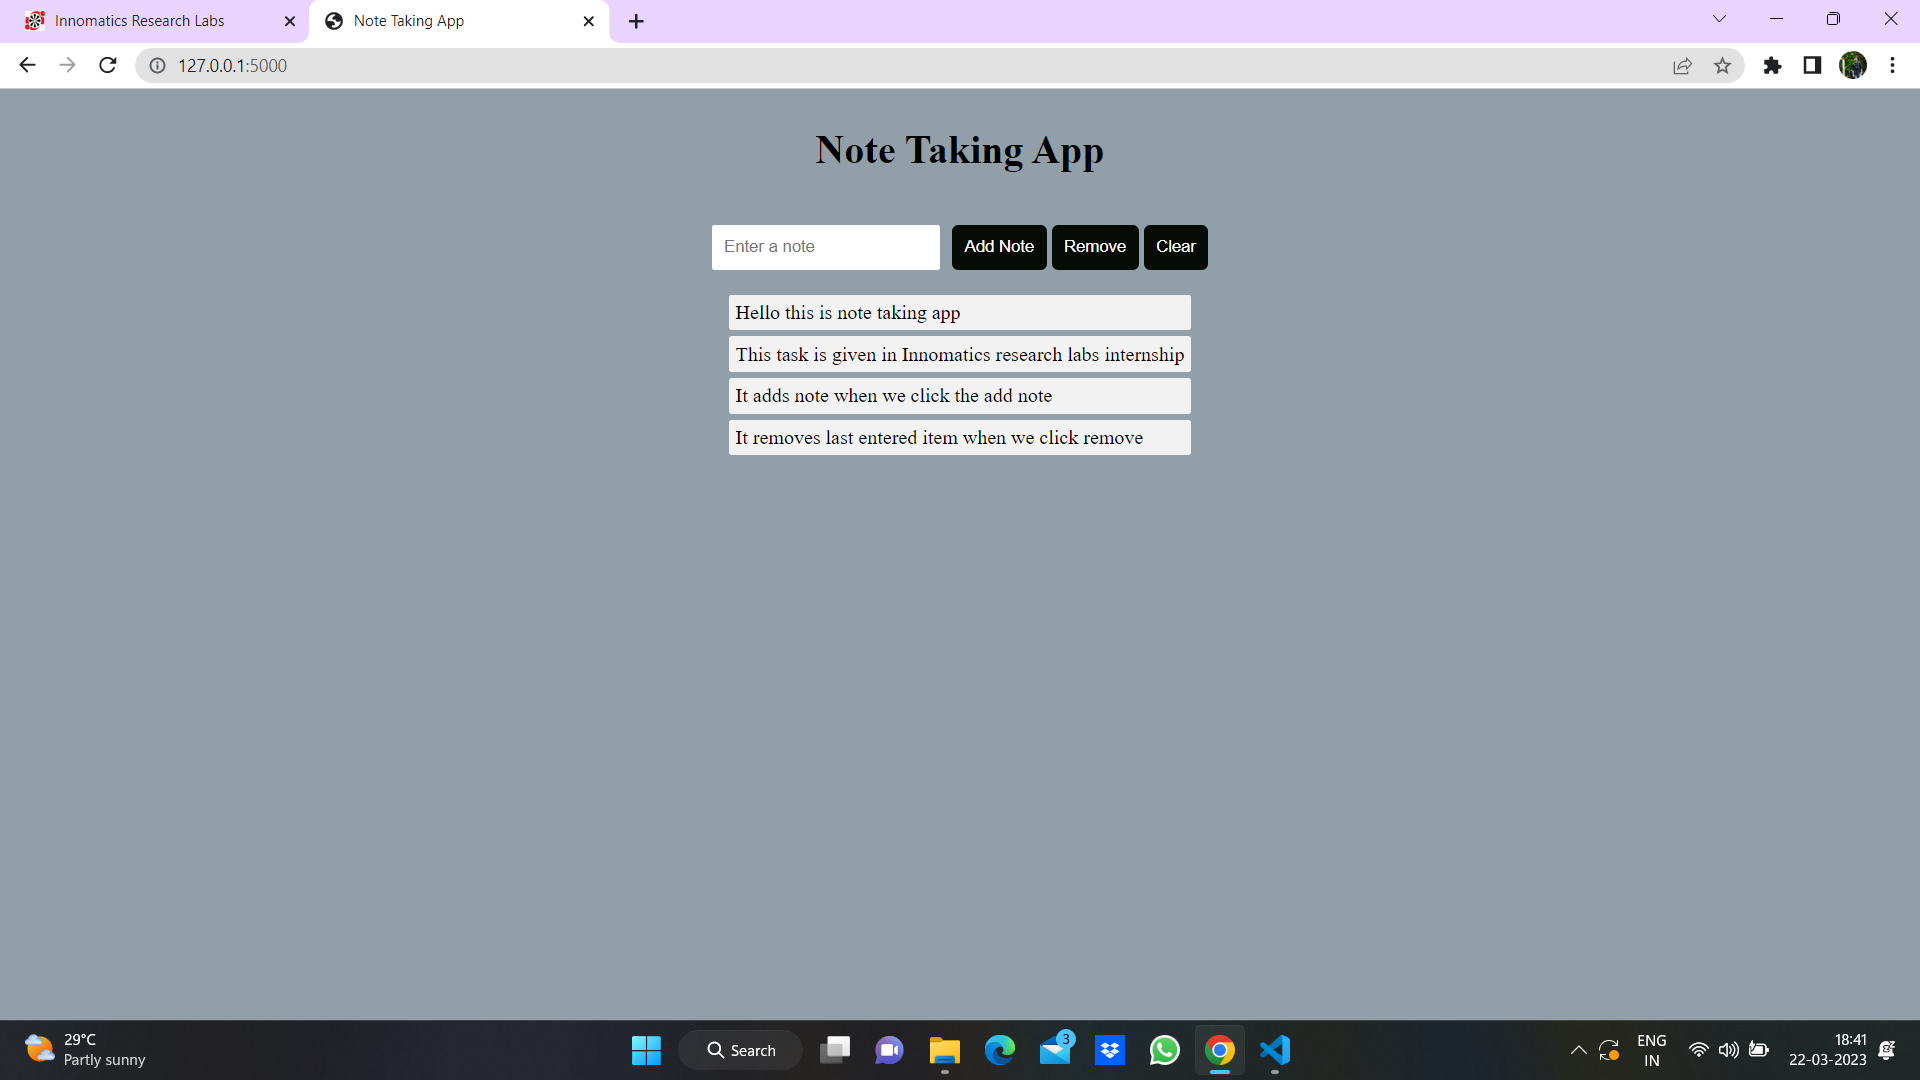 Innomatics Research Labs
Note Taking App
127.0.0.1:5000
Note Taking App
Enter a note
Add Note
Remove
Clear
Hello this is note taking app
This task is given in Innomatics research labs internship
It adds note when we click the add note
It removes last entered item when we click remove
29°C
Partly sunny
Search
3
ENG
IN
18:41
22-03-2023